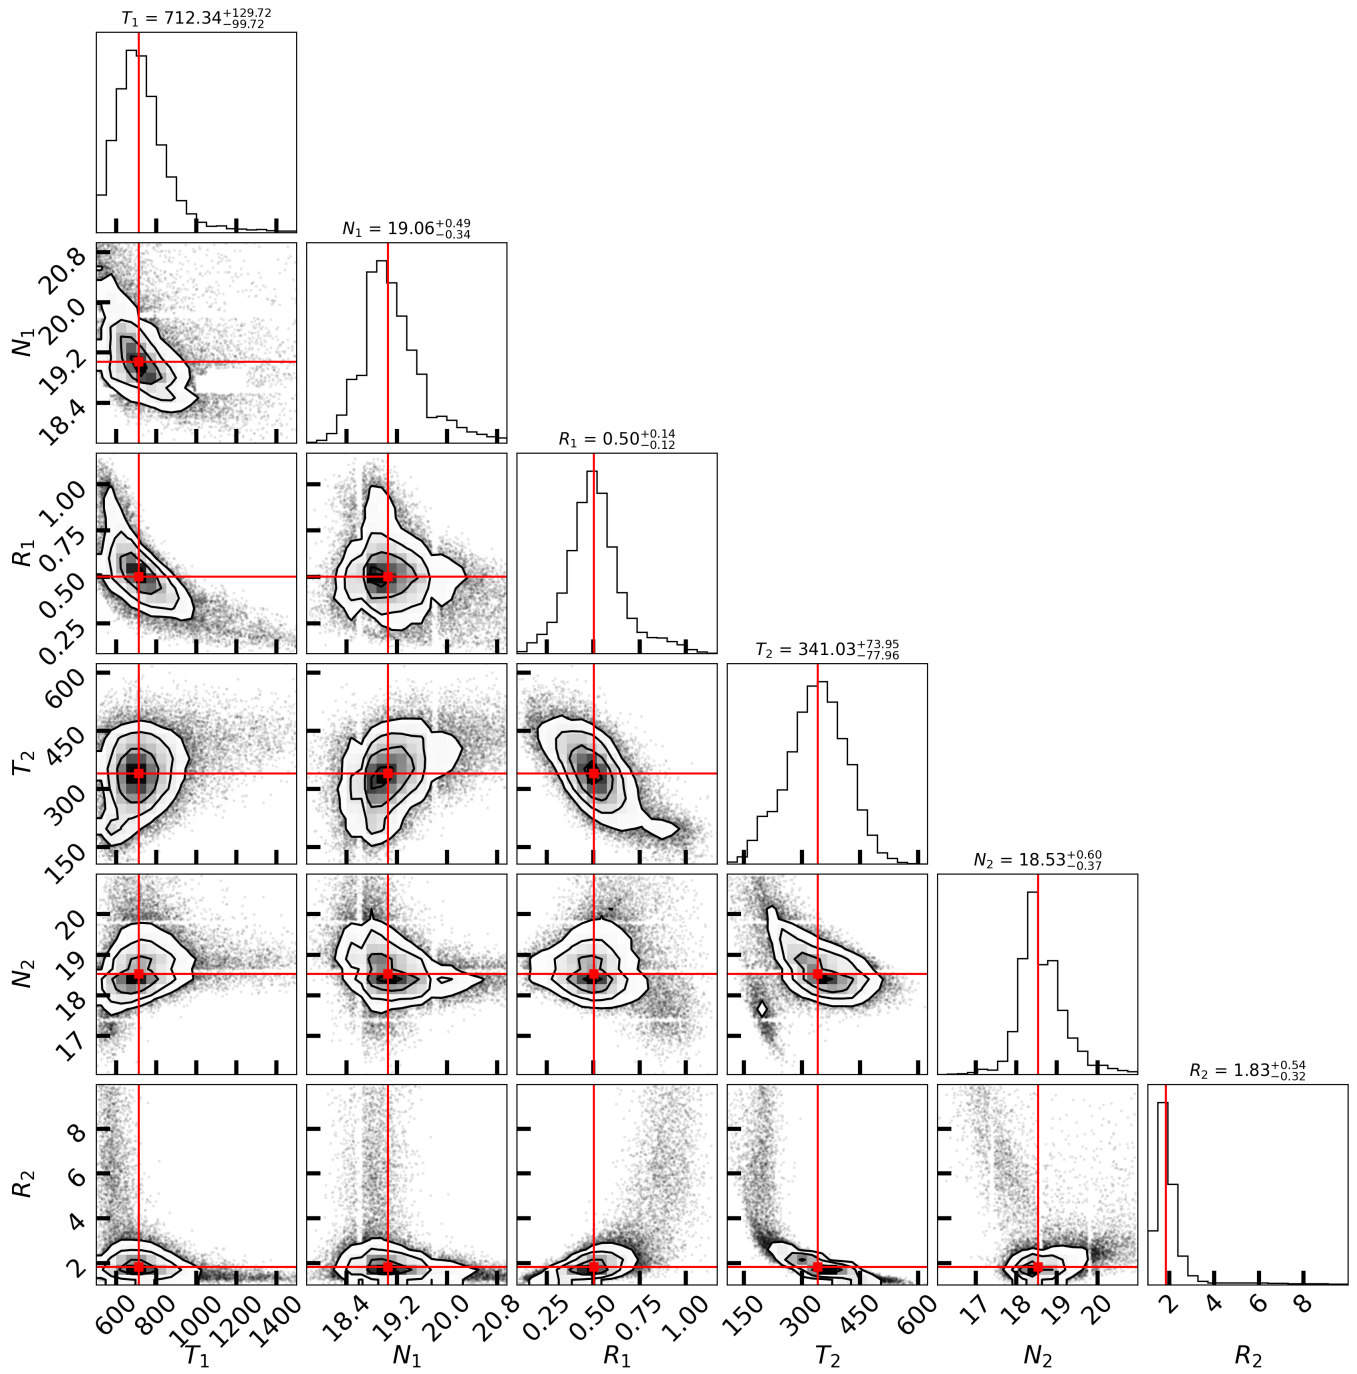 T₁ = 712.34 +129.72 −99.72
N₁ = 19.06 +0.49 −0.34
N₁
20.8
20.0
19.2
18.4
R₁ = 0.50 +0.14 −0.12
R₁
1.00
0.75
0.50
0.25
T₂ = 341.03 +73.95 −77.96
T₂
600
450
300
150
N₂ = 18.53 +0.60 −0.37
N₂
20
19
18
17
R₂ = 1.83 +0.54 −0.32
R₂
8
6
4
2
600 800 1000 1200 1400 18.4 19.2 20.0 20.8 0.25 0.50 0.75 1.00 150 300 450 600 17 18 19 20 2 4 6 8
T₁ N₁ R₁ T₂ N₂ R₂